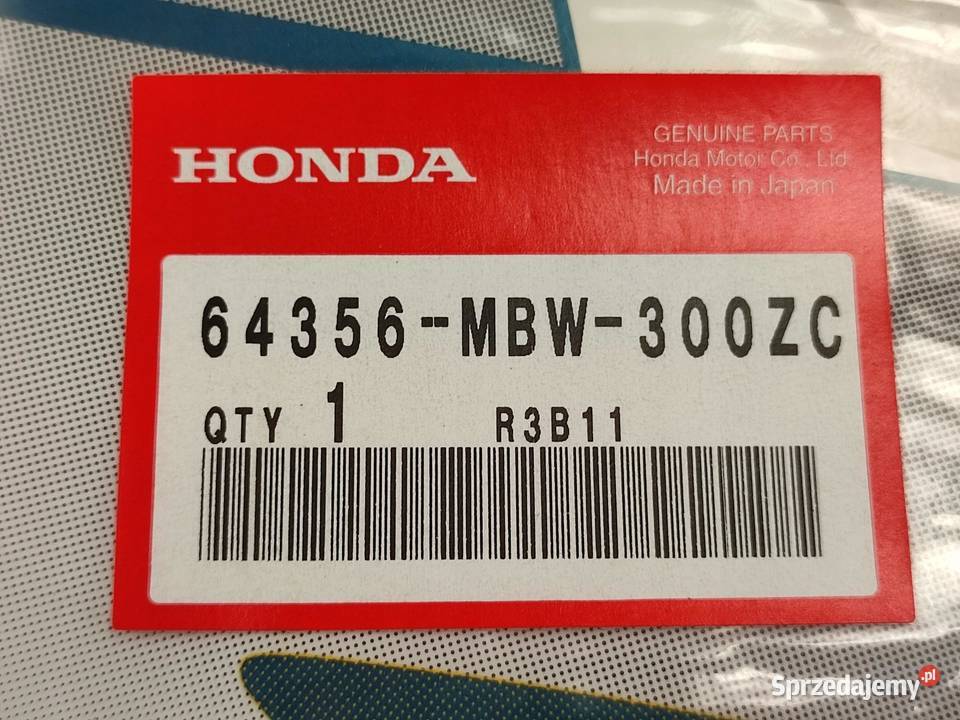 HONDA
GENUINE PARTS
Honda Motor Co., Ltd
Made in Japan
64356-MBW-300ZC
QTY 1 R3B11
Sprzedajemy.pl